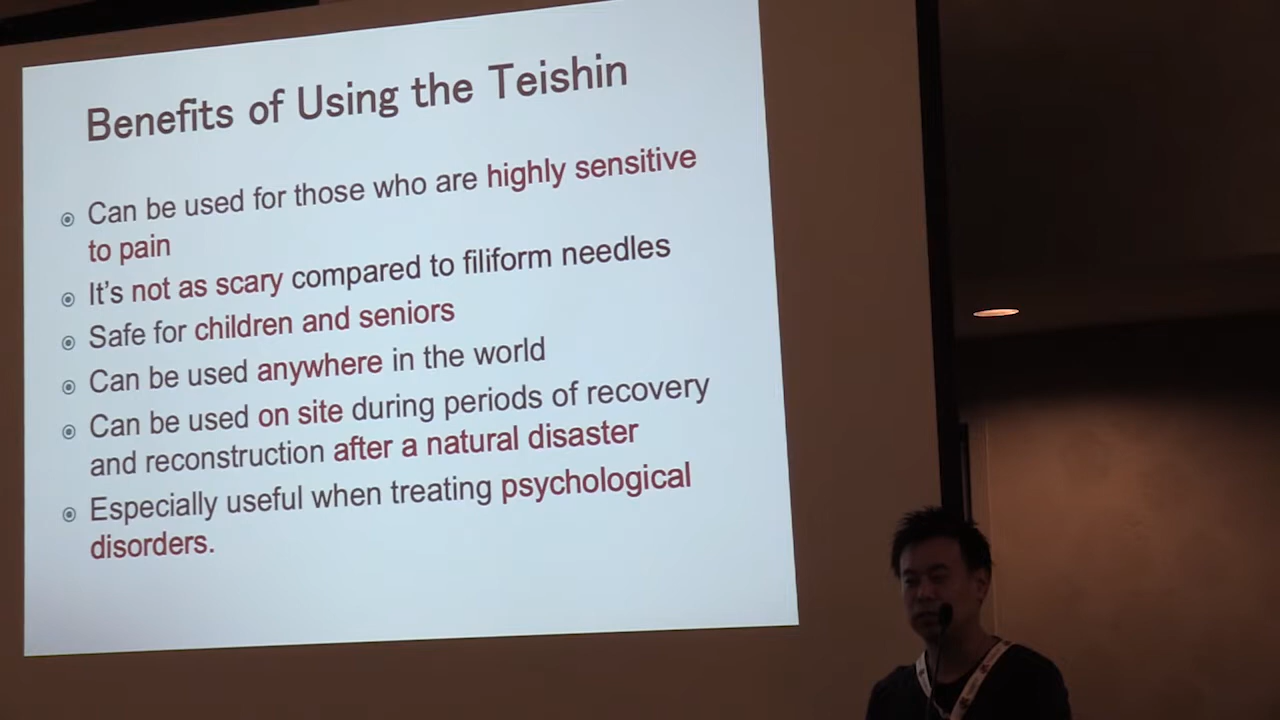 Benefits of Using the Teishin
Can be used for those who are highly sensitive
to pain
It's not as scary compared to filiform needles
Safe for children and seniors
Can be used anywhere in the world
Can be used on site during periods of recovery
and reconstruction after a natural disaster
Especially useful when treating psychological
disorders.